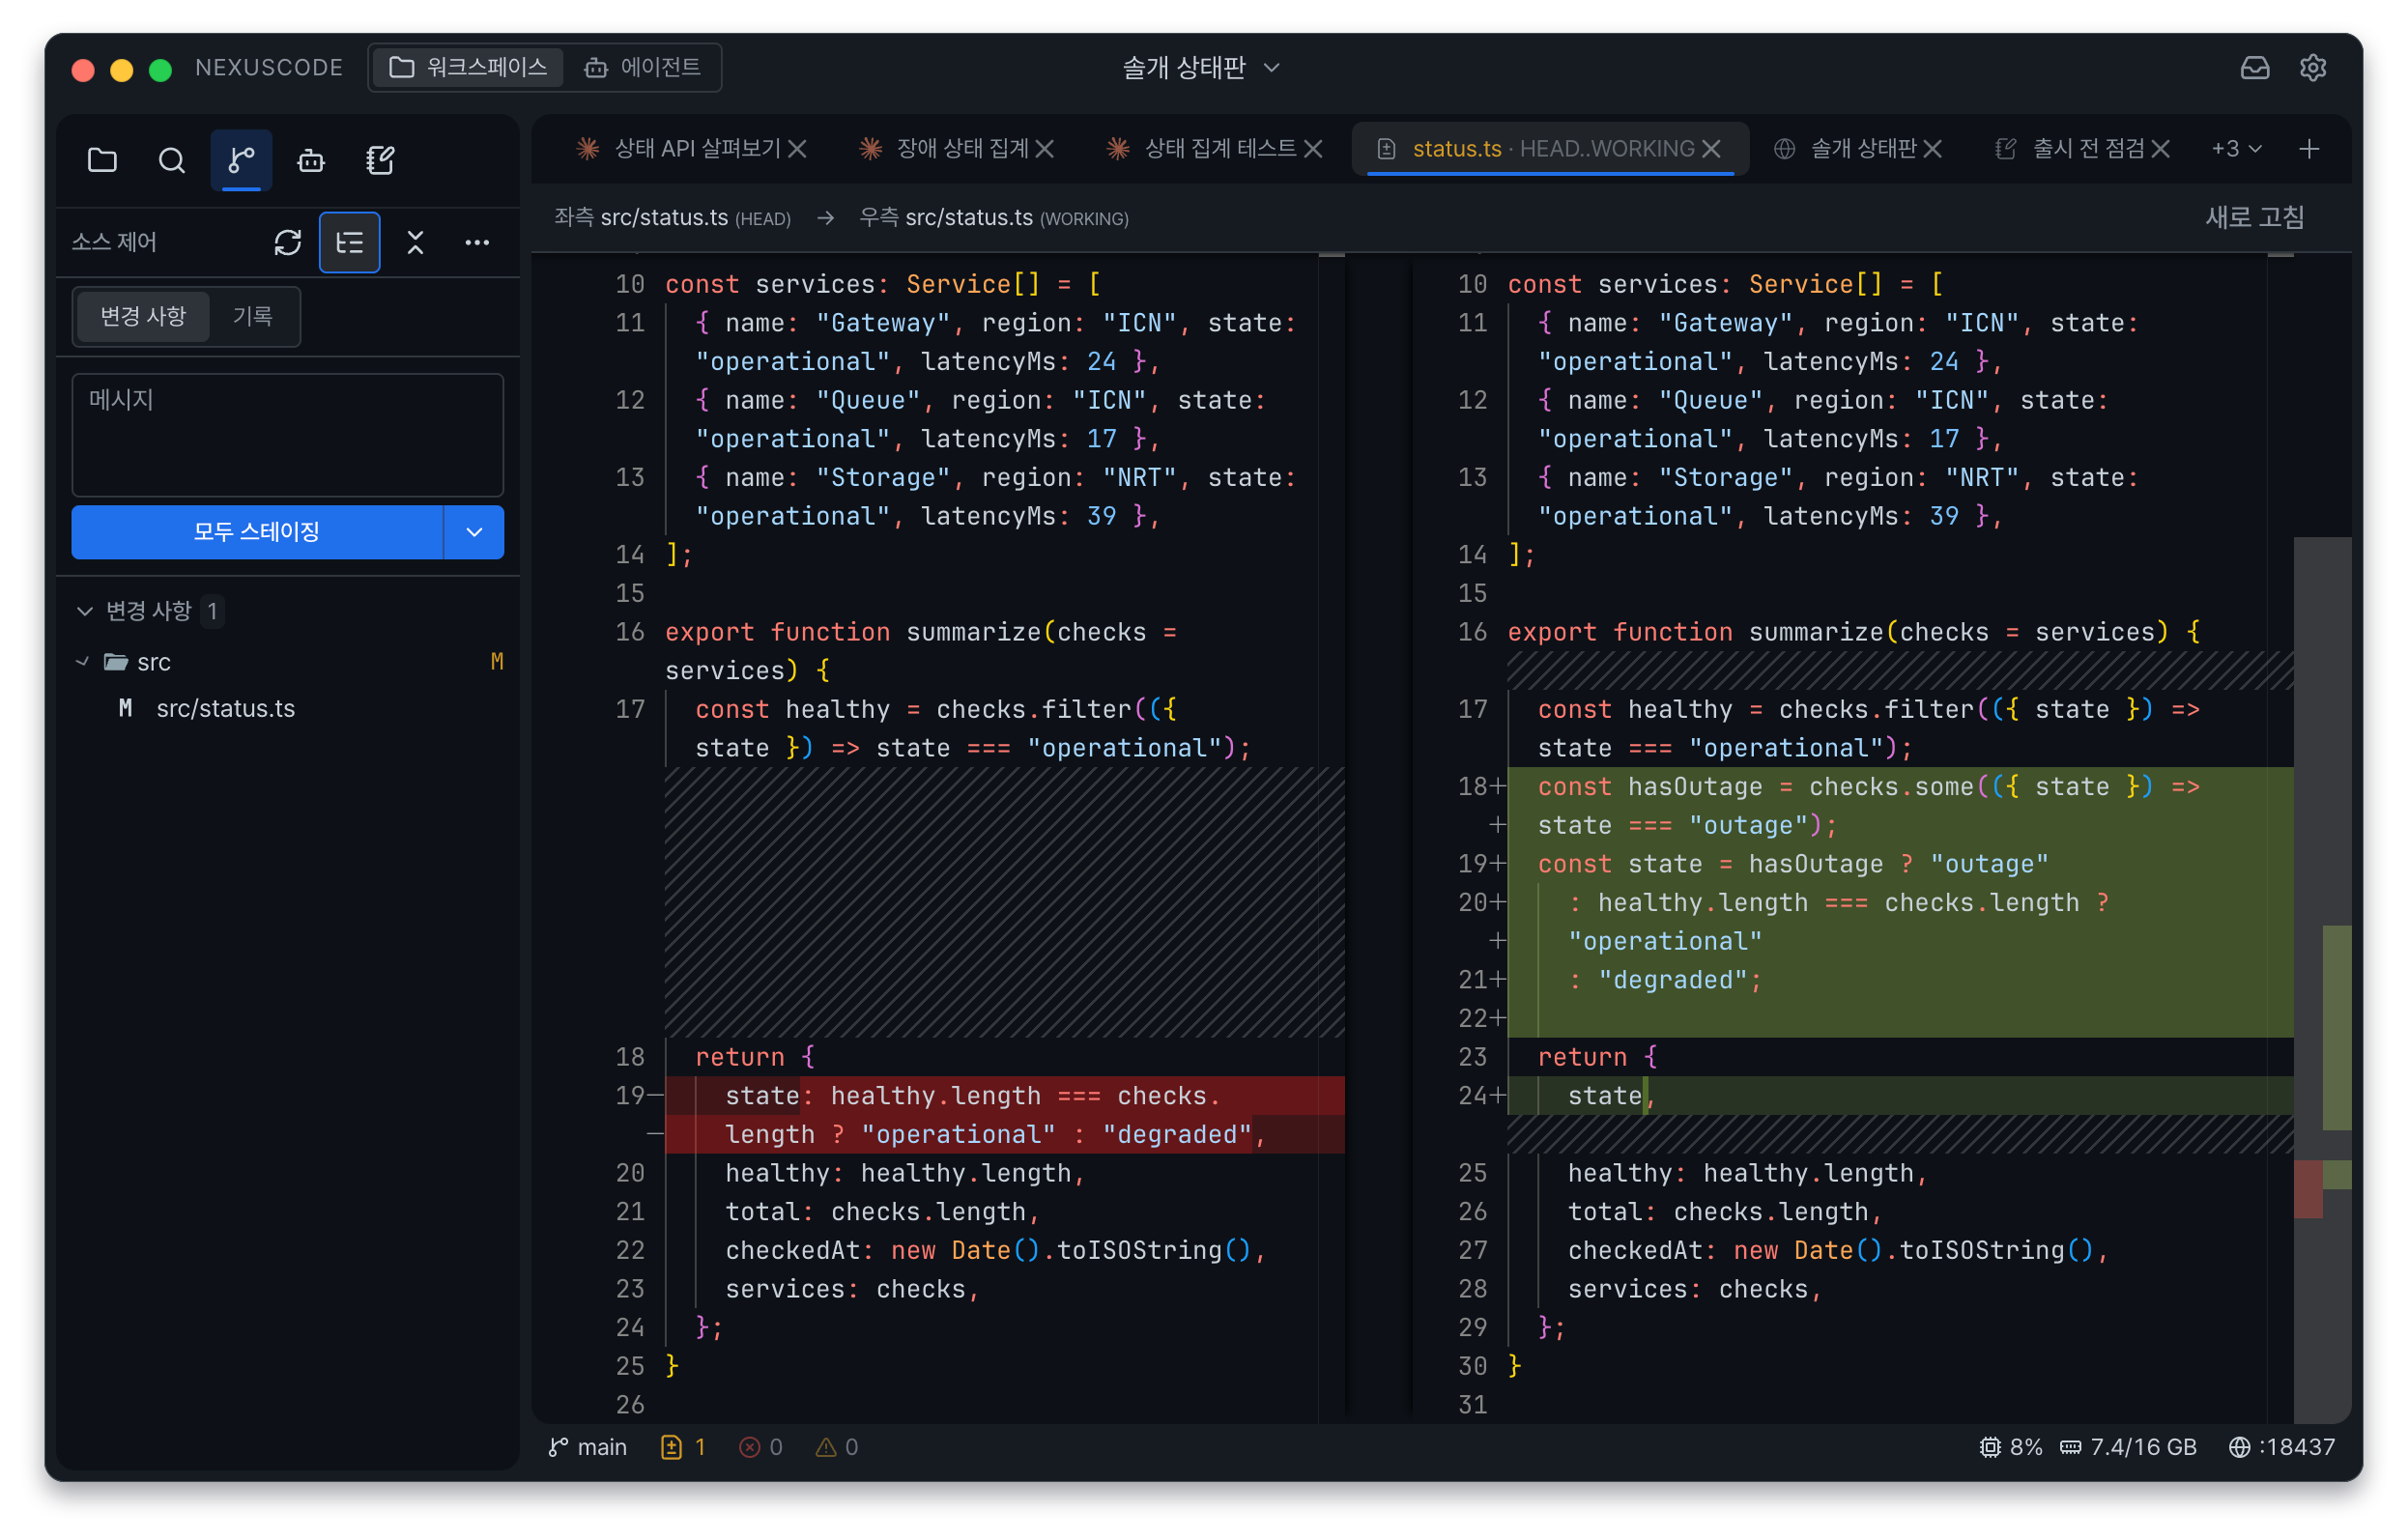 NEXUSCODE
워크스페이스
에이전트
솔개 상태판
소스 제어
변경 사항
기록
메시지
모두 스테이징
변경 사항 1
src M
M src/status.ts
상태 API 살펴보기
장애 상태 집계
상태 집계 테스트
status.ts · HEAD..WORKING
솔개 상태판
출시 전 점검
+3
좌측 src/status.ts (HEAD) → 우측 src/status.ts (WORKING)
새로 고침
10 const services: Service[] = [
11 { name: "Gateway", region: "ICN", state:
"operational", latencyMs: 24 },
12 { name: "Queue", region: "ICN", state:
"operational", latencyMs: 17 },
13 { name: "Storage", region: "NRT", state:
"operational", latencyMs: 39 },
14 ];
15
16 export function summarize(checks =
services) {
17 const healthy = checks.filter(({
state }) => state === "operational");
18 return {
19— state: healthy.length === checks.
— length ? "operational" : "degraded",
20 healthy: healthy.length,
21 total: checks.length,
22 checkedAt: new Date().toISOString(),
23 services: checks,
24 };
25 }
26
10 const services: Service[] = [
11 { name: "Gateway", region: "ICN", state:
"operational", latencyMs: 24 },
12 { name: "Queue", region: "ICN", state:
"operational", latencyMs: 17 },
13 { name: "Storage", region: "NRT", state:
"operational", latencyMs: 39 },
14 ];
15
16 export function summarize(checks = services) {
17 const healthy = checks.filter(({ state }) =>
state === "operational");
18+ const hasOutage = checks.some(({ state }) =>
+ state === "outage");
19+ const state = hasOutage ? "outage"
20+ : healthy.length === checks.length ?
+ "operational"
21+ : "degraded";
22+
23 return {
24+ state,
25 healthy: healthy.length,
26 total: checks.length,
27 checkedAt: new Date().toISOString(),
28 services: checks,
29 };
30 }
31
main
1
0
0
8%
7.4/16 GB
:18437